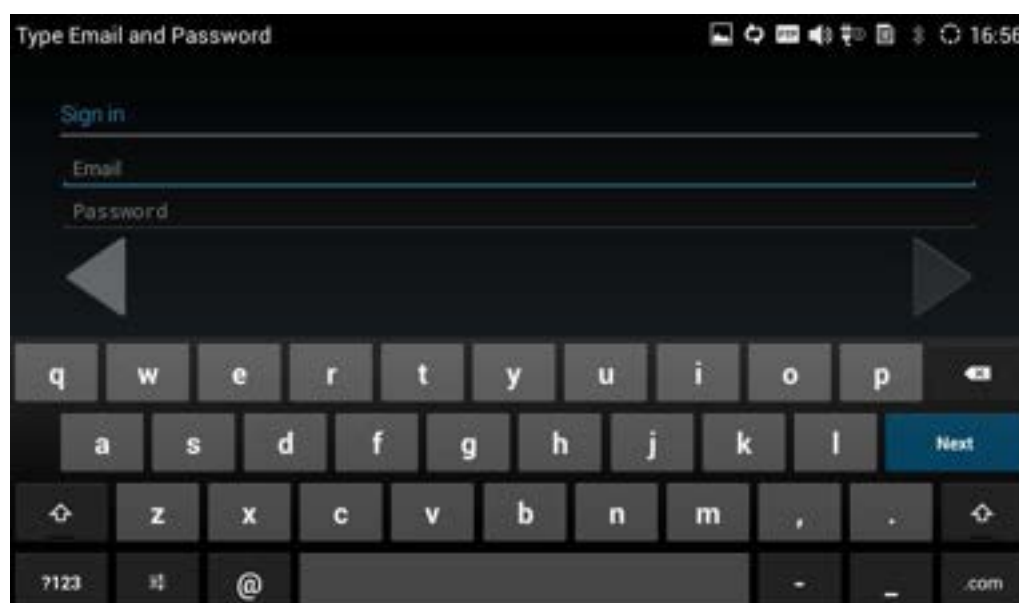 Type Email and Password 16:56
Sign in
Email
Password
q w e r t y u i o p
a s d f g h j k l Next
z x c v b n m , .
?123 @ - _ .com